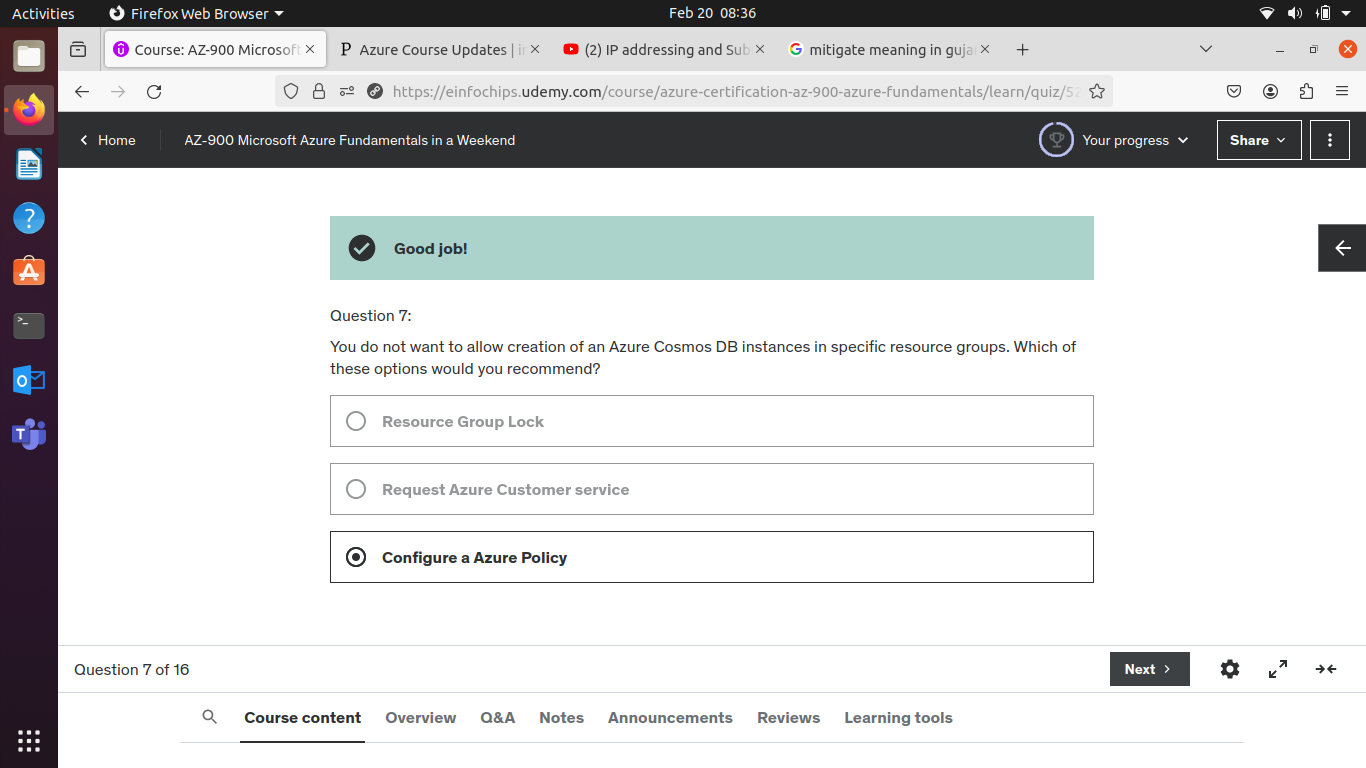 Activities
Firefox Web Browser
Feb 20 08:36
Course: AZ-900 Microsoft
Azure Course Updates | in
(2) IP addressing and Sub
mitigate meaning in gujar
https://einfochips.udemy.com/course/azure-certification-az-900-azure-fundamentals/learn/quiz/52
Home
AZ-900 Microsoft Azure Fundamentals in a Weekend
Your progress
Share
Good job!
Question 7:
You do not want to allow creation of an Azure Cosmos DB instances in specific resource groups. Which of
these options would you recommend?
Resource Group Lock
Request Azure Customer service
Configure a Azure Policy
Question 7 of 16
Next
Course content
Overview
Q&A
Notes
Announcements
Reviews
Learning tools